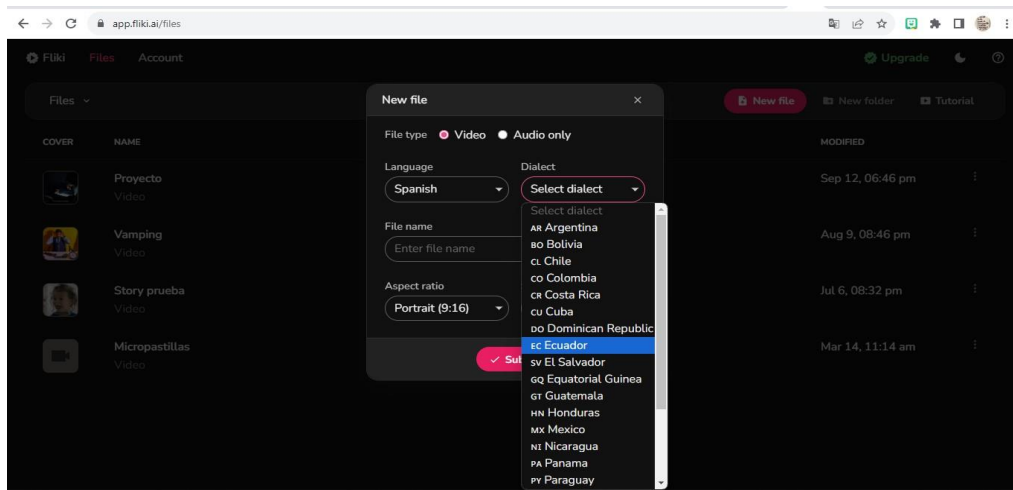 app.fliki.ai/files
Fliki Files Account Upgrade
Files New file New folder Tutorial
COVER NAME MODIFIED
Proyecto Sep 12, 06:46 pm
Video
Vamping Aug 9, 08:46 pm
Video
Story prueba Jul 6, 08:32 pm
Video
Micropastillas Mar 14, 11:14 am
Video
New file
File type Video Audio only
Language Dialect
Spanish Select dialect
File name
Enter file name
Aspect ratio
Portrait (9:16)
Select dialect
AR Argentina
BO Bolivia
CL Chile
CO Colombia
CR Costa Rica
CU Cuba
DO Dominican Republic
EC Ecuador
SV El Salvador
GQ Equatorial Guinea
GT Guatemala
HN Honduras
MX Mexico
NI Nicaragua
PA Panama
PY Paraguay